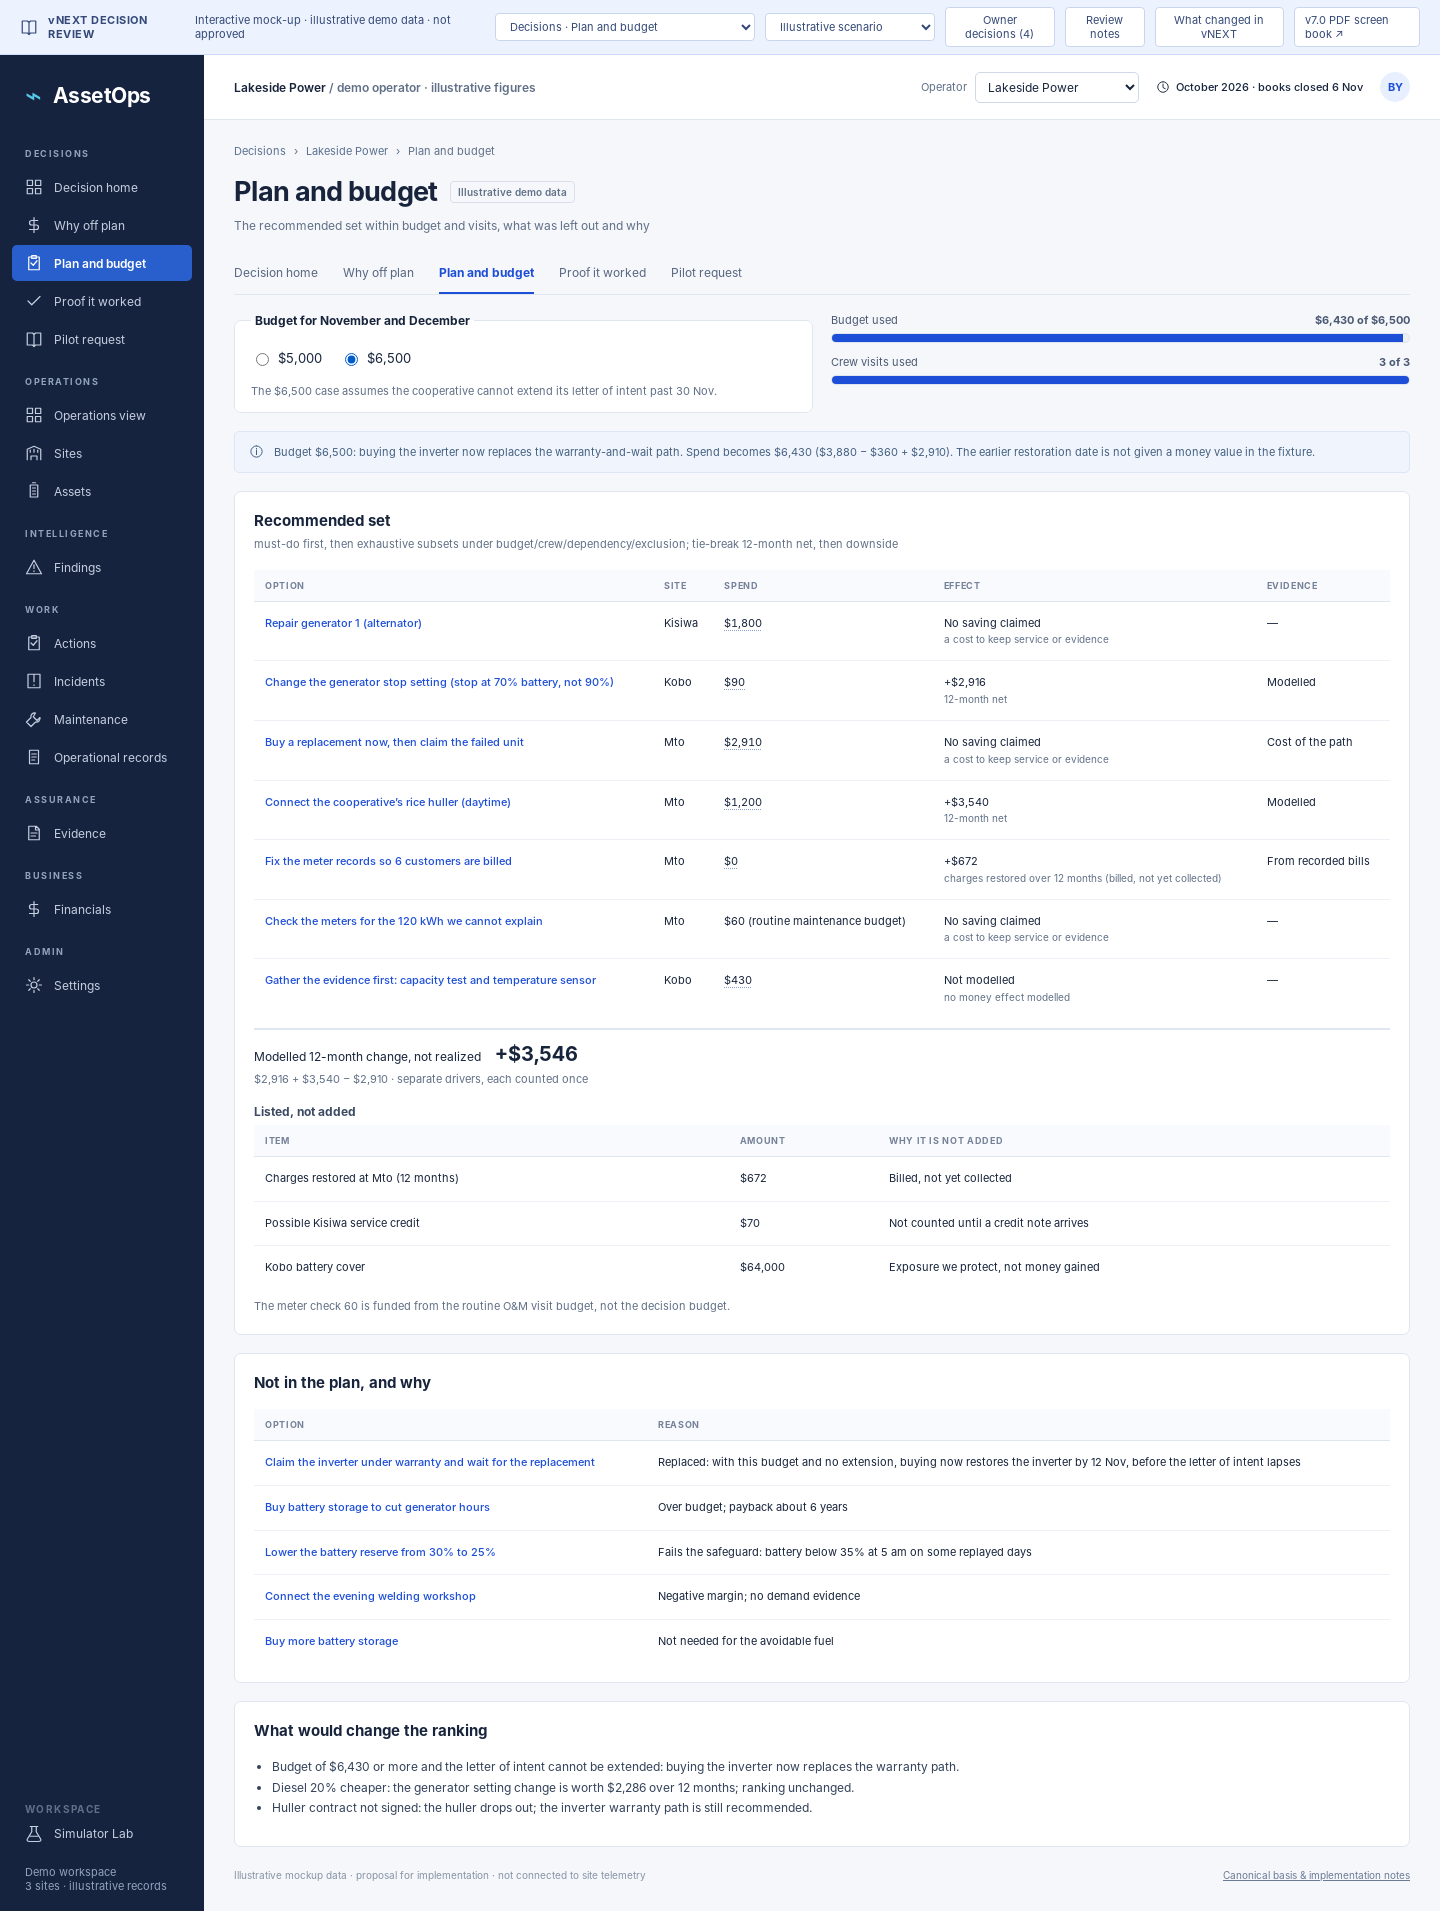 vNEXT DECISION REVIEW
Interactive mock-up · illustrative demo data · not approved
Decisions · Plan and budget
Illustrative scenario
Owner decisions (4)
Review notes
What changed in vNEXT
v7.0 PDF screen book ↗
AssetOps
DECISIONS
Decision home
Why off plan
Plan and budget
Proof it worked
Pilot request
OPERATIONS
Operations view
Sites
Assets
INTELLIGENCE
Findings
WORK
Actions
Incidents
Maintenance
Operational records
ASSURANCE
Evidence
BUSINESS
Financials
ADMIN
Settings
WORKSPACE
Simulator Lab
Demo workspace
3 sites · illustrative records
Lakeside Power / demo operator · illustrative figures
Operator
Lakeside Power
October 2026 · books closed 6 Nov
BY
Decisions › Lakeside Power › Plan and budget
Plan and budget
Illustrative demo data
The recommended set within budget and visits, what was left out and why
Decision home Why off plan Plan and budget Proof it worked Pilot request
Budget for November and December
$5,000 $6,500
The $6,500 case assumes the cooperative cannot extend its letter of intent past 30 Nov.
Budget used $6,430 of $6,500
Crew visits used 3 of 3
Budget $6,500: buying the inverter now replaces the warranty-and-wait path. Spend becomes $6,430 ($3,880 − $360 + $2,910). The earlier restoration date is not given a money value in the fixture.
Recommended set
must-do first, then exhaustive subsets under budget/crew/dependency/exclusion; tie-break 12-month net, then downside
OPTION SITE SPEND EFFECT EVIDENCE
Repair generator 1 (alternator) Kisiwa $1,800 No saving claimed —
a cost to keep service or evidence
Change the generator stop setting (stop at 70% battery, not 90%) Kobo $90 +$2,916 Modelled
12-month net
Buy a replacement now, then claim the failed unit Mto $2,910 No saving claimed Cost of the path
a cost to keep service or evidence
Connect the cooperative's rice huller (daytime) Mto $1,200 +$3,540 Modelled
12-month net
Fix the meter records so 6 customers are billed Mto $0 +$672 From recorded bills
charges restored over 12 months (billed, not yet collected)
Check the meters for the 120 kWh we cannot explain Mto $60 (routine maintenance budget) No saving claimed —
a cost to keep service or evidence
Gather the evidence first: capacity test and temperature sensor Kobo $430 Not modelled —
no money effect modelled
Modelled 12-month change, not realized +$3,546
$2,916 + $3,540 − $2,910 · separate drivers, each counted once
Listed, not added
ITEM AMOUNT WHY IT IS NOT ADDED
Charges restored at Mto (12 months) $672 Billed, not yet collected
Possible Kisiwa service credit $70 Not counted until a credit note arrives
Kobo battery cover $64,000 Exposure we protect, not money gained
The meter check 60 is funded from the routine O&M visit budget, not the decision budget.
Not in the plan, and why
OPTION REASON
Claim the inverter under warranty and wait for the replacement Replaced: with this budget and no extension, buying now restores the inverter by 12 Nov, before the letter of intent lapses
Buy battery storage to cut generator hours Over budget; payback about 6 years
Lower the battery reserve from 30% to 25% Fails the safeguard: battery below 35% at 5 am on some replayed days
Connect the evening welding workshop Negative margin; no demand evidence
Buy more battery storage Not needed for the avoidable fuel
What would change the ranking
• Budget of $6,430 or more and the letter of intent cannot be extended: buying the inverter now replaces the warranty path.
• Diesel 20% cheaper: the generator setting change is worth $2,286 over 12 months; ranking unchanged.
• Huller contract not signed: the huller drops out; the inverter warranty path is still recommended.
Illustrative mockup data · proposal for implementation · not connected to site telemetry
Canonical basis & implementation notes